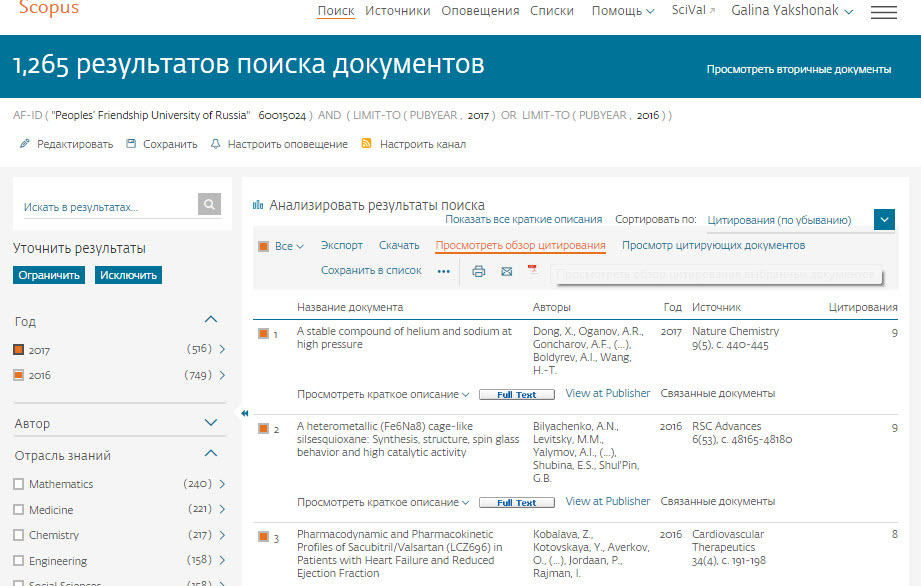 Scopus
Поиск Источники Оповещения Списки Помощь SciVal Galina Yakshonak
1,265 результатов поиска документов
Просмотреть вторичные документы
AF-ID ( "Peoples' Friendship University of Russia" 60015024 ) AND ( LIMIT-TO ( PUBYEAR , 2017 ) OR LIMIT-TO ( PUBYEAR , 2016 ) )
Редактировать Сохранить Настроить оповещение Настроить канал
Искать в результатах...
Уточнить результаты
Ограничить Исключить
Год
2017 (516)
2016 (749)
Автор
Отрасль знаний
Mathematics (240)
Medicine (221)
Chemistry (217)
Engineering (158)
Social Sciences (158)
Анализировать результаты поиска
Показать все краткие описания Сортировать по: Цитирования (по убыванию)
Все Экспорт Скачать Просмотреть обзор цитирования Просмотр цитирующих документов
Сохранить в список ...
Просмотреть обзор цитирования выбранных документов
Название документа Авторы Год Источник Цитирования
1 A stable compound of helium and sodium at Dong, X., Oganov, A.R., 2017 Nature Chemistry 9
high pressure Goncharov, A.F., (...), 9(5), с. 440-445
Boldyrev, A.I., Wang,
H.-T.
Просмотреть краткое описание Full Text View at Publisher Связанные документы
2 A heterometallic (Fe6Na8) cage-like Bilyachenko, A.N., 2016 RSC Advances 9
silsesquioxane: Synthesis, structure, spin glass Levitsky, M.M., 6(53), с. 48165-48180
behavior and high catalytic activity Yalymov, A.I., (...),
Shubina, E.S., Shul'Pin,
G.B.
Просмотреть краткое описание Full Text View at Publisher Связанные документы
3 Pharmacodynamic and Pharmacokinetic Kobalava, Z., 2016 Cardiovascular 8
Profiles of Sacubitril/Valsartan (LCZ696) in Kotovskaya, Y., Averkov, Therapeutics
Patients with Heart Failure and Reduced O., (...), Jordaan, P., 34(4), с. 191-198
Ejection Fraction Rajman, I.